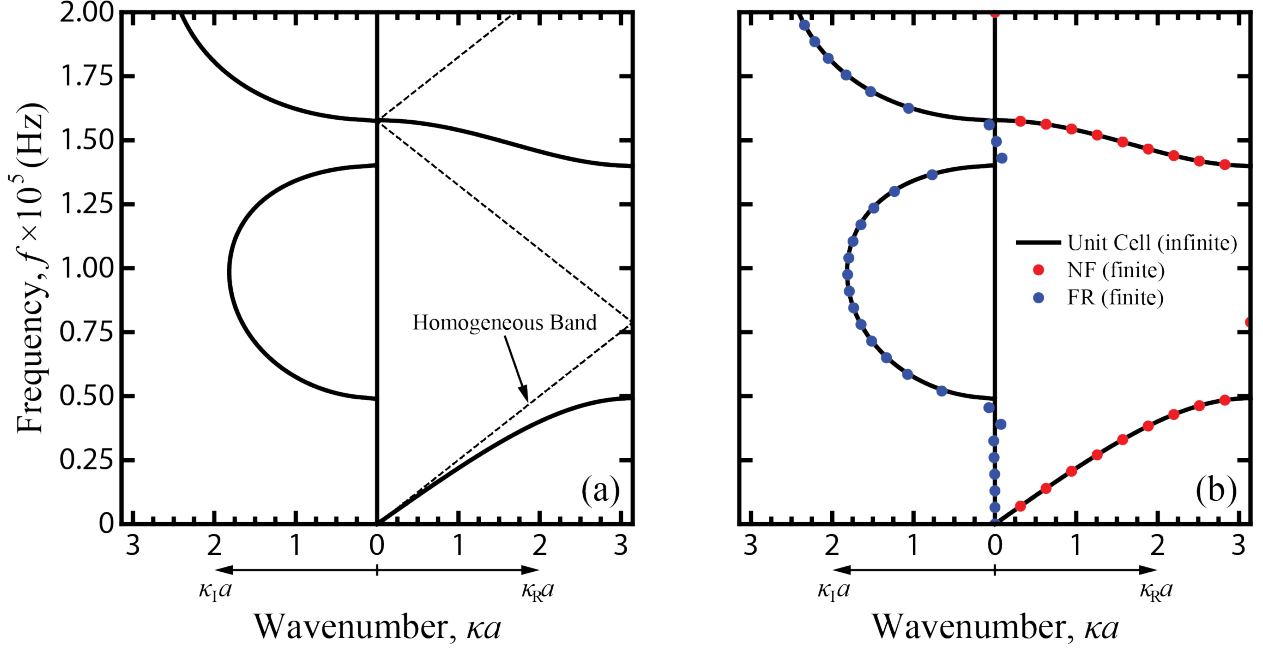 Frequency, f ×10⁵ (Hz)
2.00
1.75
1.50
1.25
1.00
0.75
0.50
0.25
0
Homogeneous Band
(a)
3 2 1 0 1 2 3
κIa κRa
Wavenumber, κa
Unit Cell (infinite)
NF (finite)
FR (finite)
(b)
3 2 1 0 1 2 3
κIa κRa
Wavenumber, κa